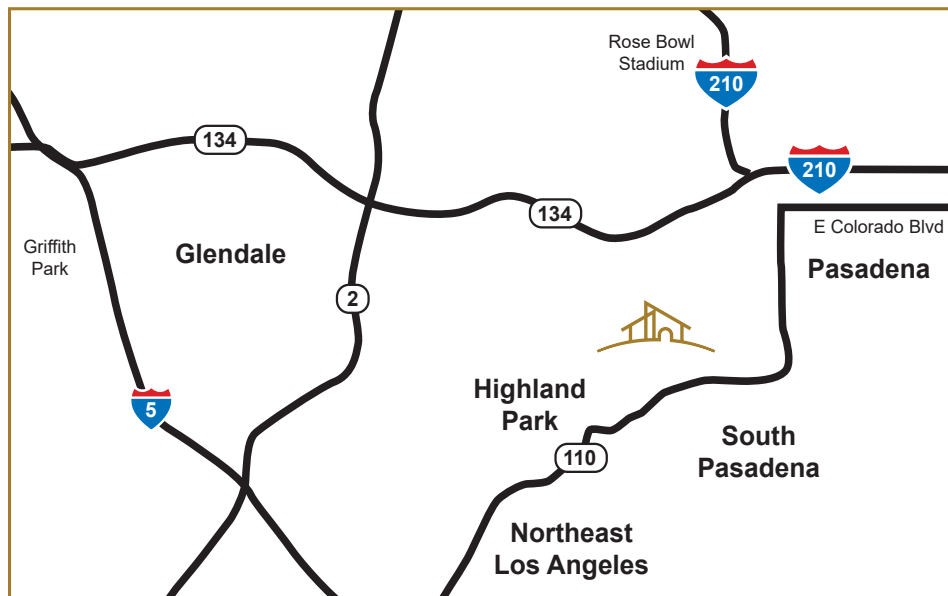 Rose Bowl
Stadium
210
134
210
134
E Colorado Blvd
Griffith
Park
Glendale
Pasadena
2
Highland
Park
5
South
Pasadena
110
Northeast
Los Angeles